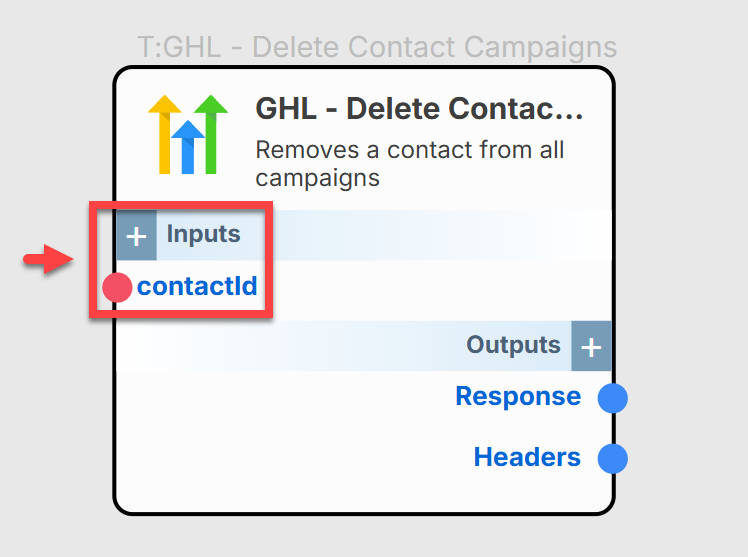 T:GHL - Delete Contact Campaigns
GHL - Delete Contac...
Removes a contact from all
campaigns
+ Inputs
contactId
Outputs +
Response
Headers